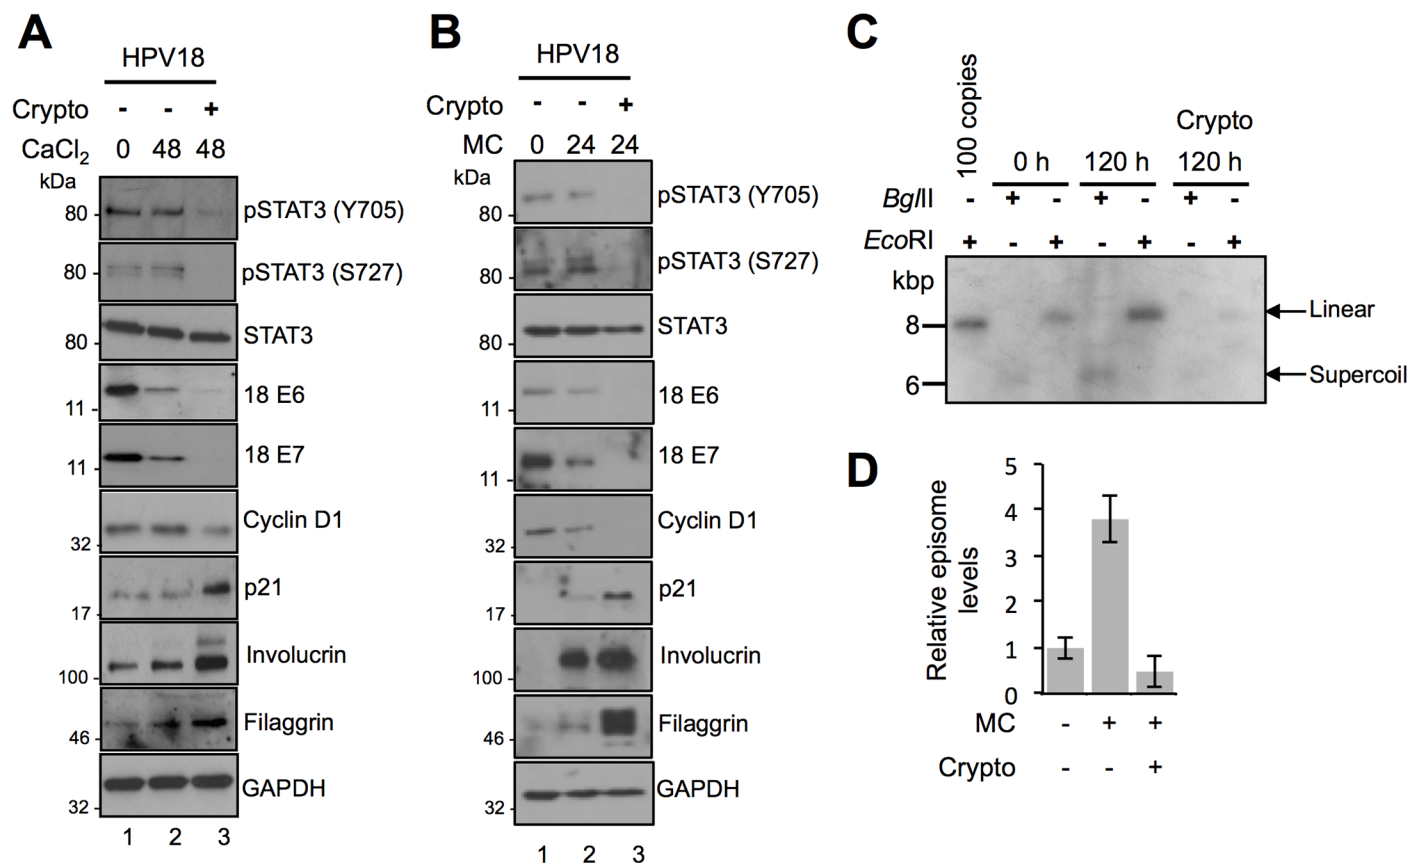 A
HPV18
Crypto - - +
CaCl2 0 48 48
kDa
80 pSTAT3 (Y705)
80 pSTAT3 (S727)
80 STAT3
11 18 E6
11 18 E7
32 Cyclin D1
17 p21
100 Involucrin
46 Filaggrin
32 GAPDH
1 2 3
B
HPV18
Crypto - - +
MC 0 24 24
kDa
80 pSTAT3 (Y705)
80 pSTAT3 (S727)
80 STAT3
11 18 E6
11 18 E7
32 Cyclin D1
17 p21
100 Involucrin
46 Filaggrin
32 GAPDH
1 2 3
C
100 copies
Crypto
0 h 120 h 120 h
BglII - + - + - + -
EcoRI + - + - + - +
kbp
8 Linear
6 Supercoil
D
Relative episome
levels
5
4
3
2
1
0
MC - + +
Crypto - - +